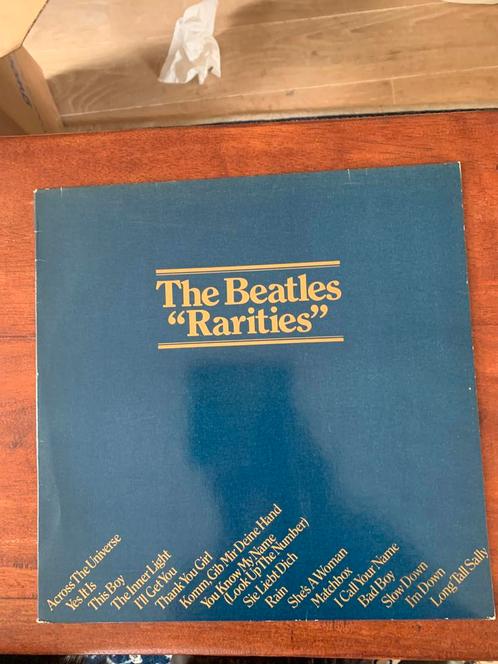 The Beatles
“Rarities”
Across The Universe
Yes It Is
This Boy
The Inner Light
I'll Get You
Thank You Girl
Komm, Gib Mir Deine Hand
You Know My Name
(Look Up The Number)
Sie Liebt Dich
Rain
She's A Woman
Matchbox
I Call Your Name
Bad Boy
Slow Down
I'm Down
Long Tall Sally